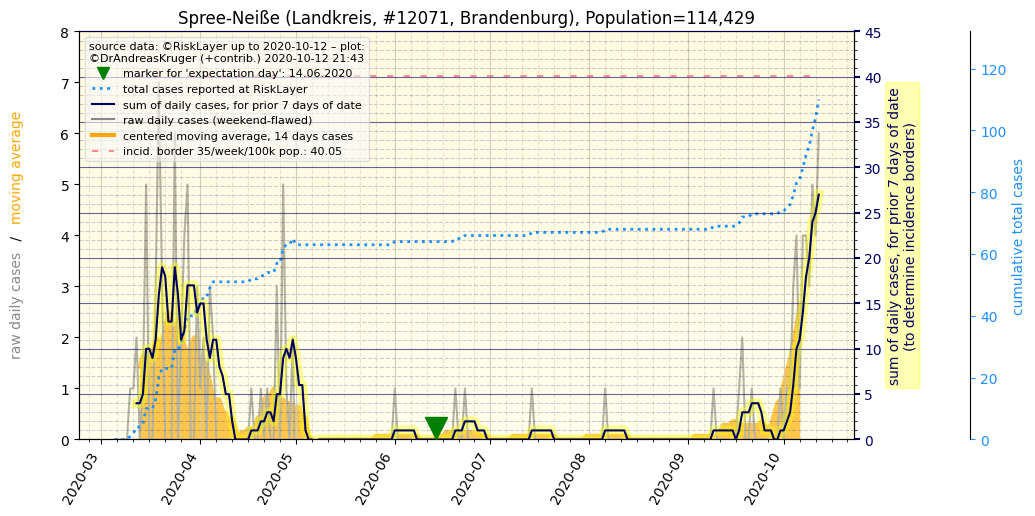 Spree-Neiße (Landkreis, #12071, Brandenburg), Population=114,429
source data: ©RiskLayer up to 2020-10-12 – plot:
©DrAndreasKruger (+contrib.) 2020-10-12 21:43
marker for 'expectation day': 14.06.2020
total cases reported at RiskLayer
sum of daily cases, for prior 7 days of date
raw daily cases (weekend-flawed)
centered moving average, 14 days cases
incid. border 35/week/100k pop.: 40.05
raw daily cases / moving average
8
7
6
5
4
3
2
1
0
2020-03
2020-04
2020-05
2020-06
2020-07
2020-08
2020-09
2020-10
45
40
35
30
25
20
15
10
5
0
sum of daily cases, for prior 7 days of date
(to determine incidence borders)
120
100
80
60
40
20
0
cumulative total cases